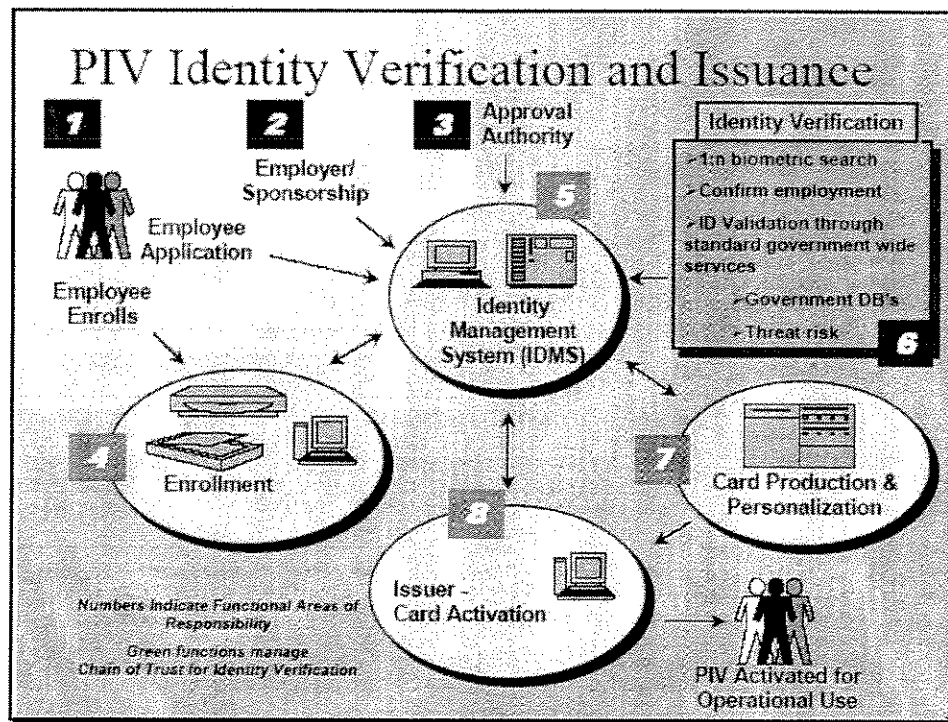 PIV Identity Verification and Issuance
1
2
3
Approval
Authority
Employer/
Sponsorship
Employee
Application
Employee
Enrolls
Identity Verification
➢1:n biometric search
➢Confirm employment
➢ID Validation through
standard government wide
services
➢Government DB's
➢Threat risk
6
5
Identity
Management
System (IDMS)
4
Enrollment
7
Card Production &
Personalization
8
Issuer -
Card Activation
Numbers Indicate Functional Areas of
Responsibility
Green functions manage
Chain of Trust for Identity Verification
PIV Activated for
Operational Use